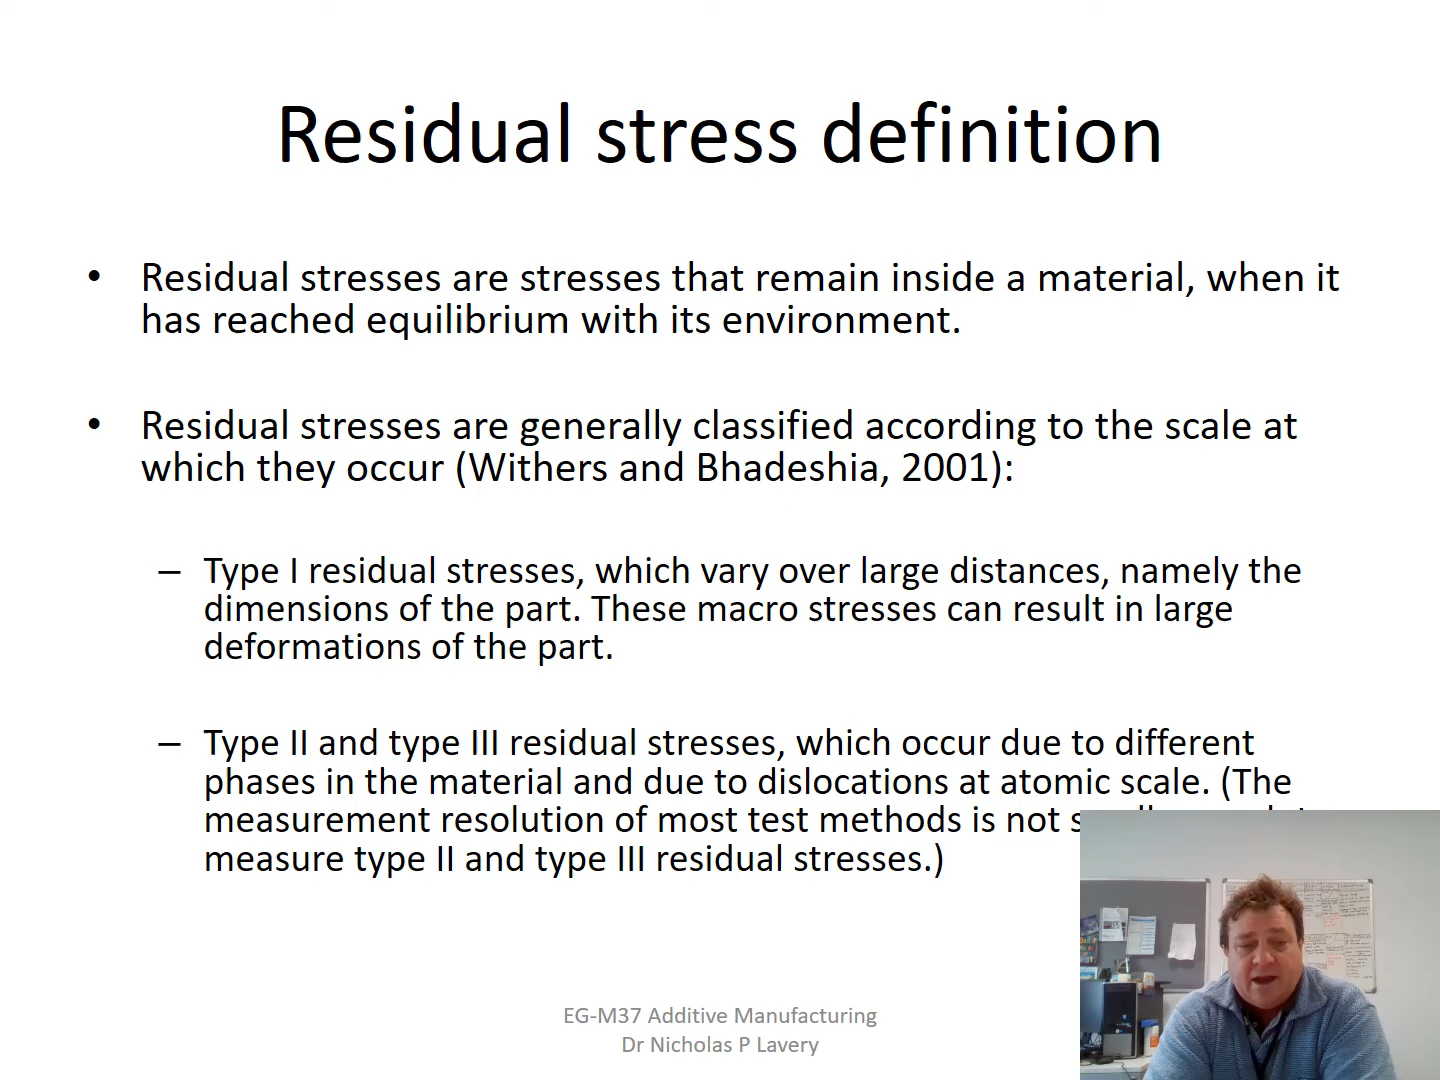 Residual stress definition
• Residual stresses are stresses that remain inside a material, when it
has reached equilibrium with its environment.
• Residual stresses are generally classified according to the scale at
which they occur (Withers and Bhadeshia, 2001):
– Type I residual stresses, which vary over large distances, namely the
dimensions of the part. These macro stresses can result in large
deformations of the part.
– Type II and type III residual stresses, which occur due to different
phases in the material and due to dislocations at atomic scale. (The
measurement resolution of most test methods is not
measure type II and type III residual stresses.)
EG-M37 Additive Manufacturing
Dr Nicholas P Lavery